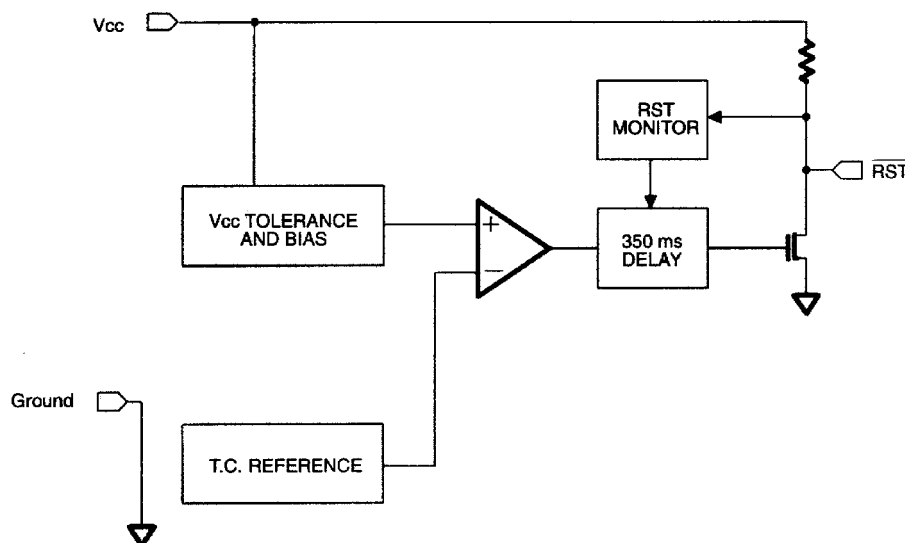 Vcc
RST
MONITOR
RST
Vcc TOLERANCE
AND BIAS
+
−
350 ms
DELAY
Ground
T.C. REFERENCE